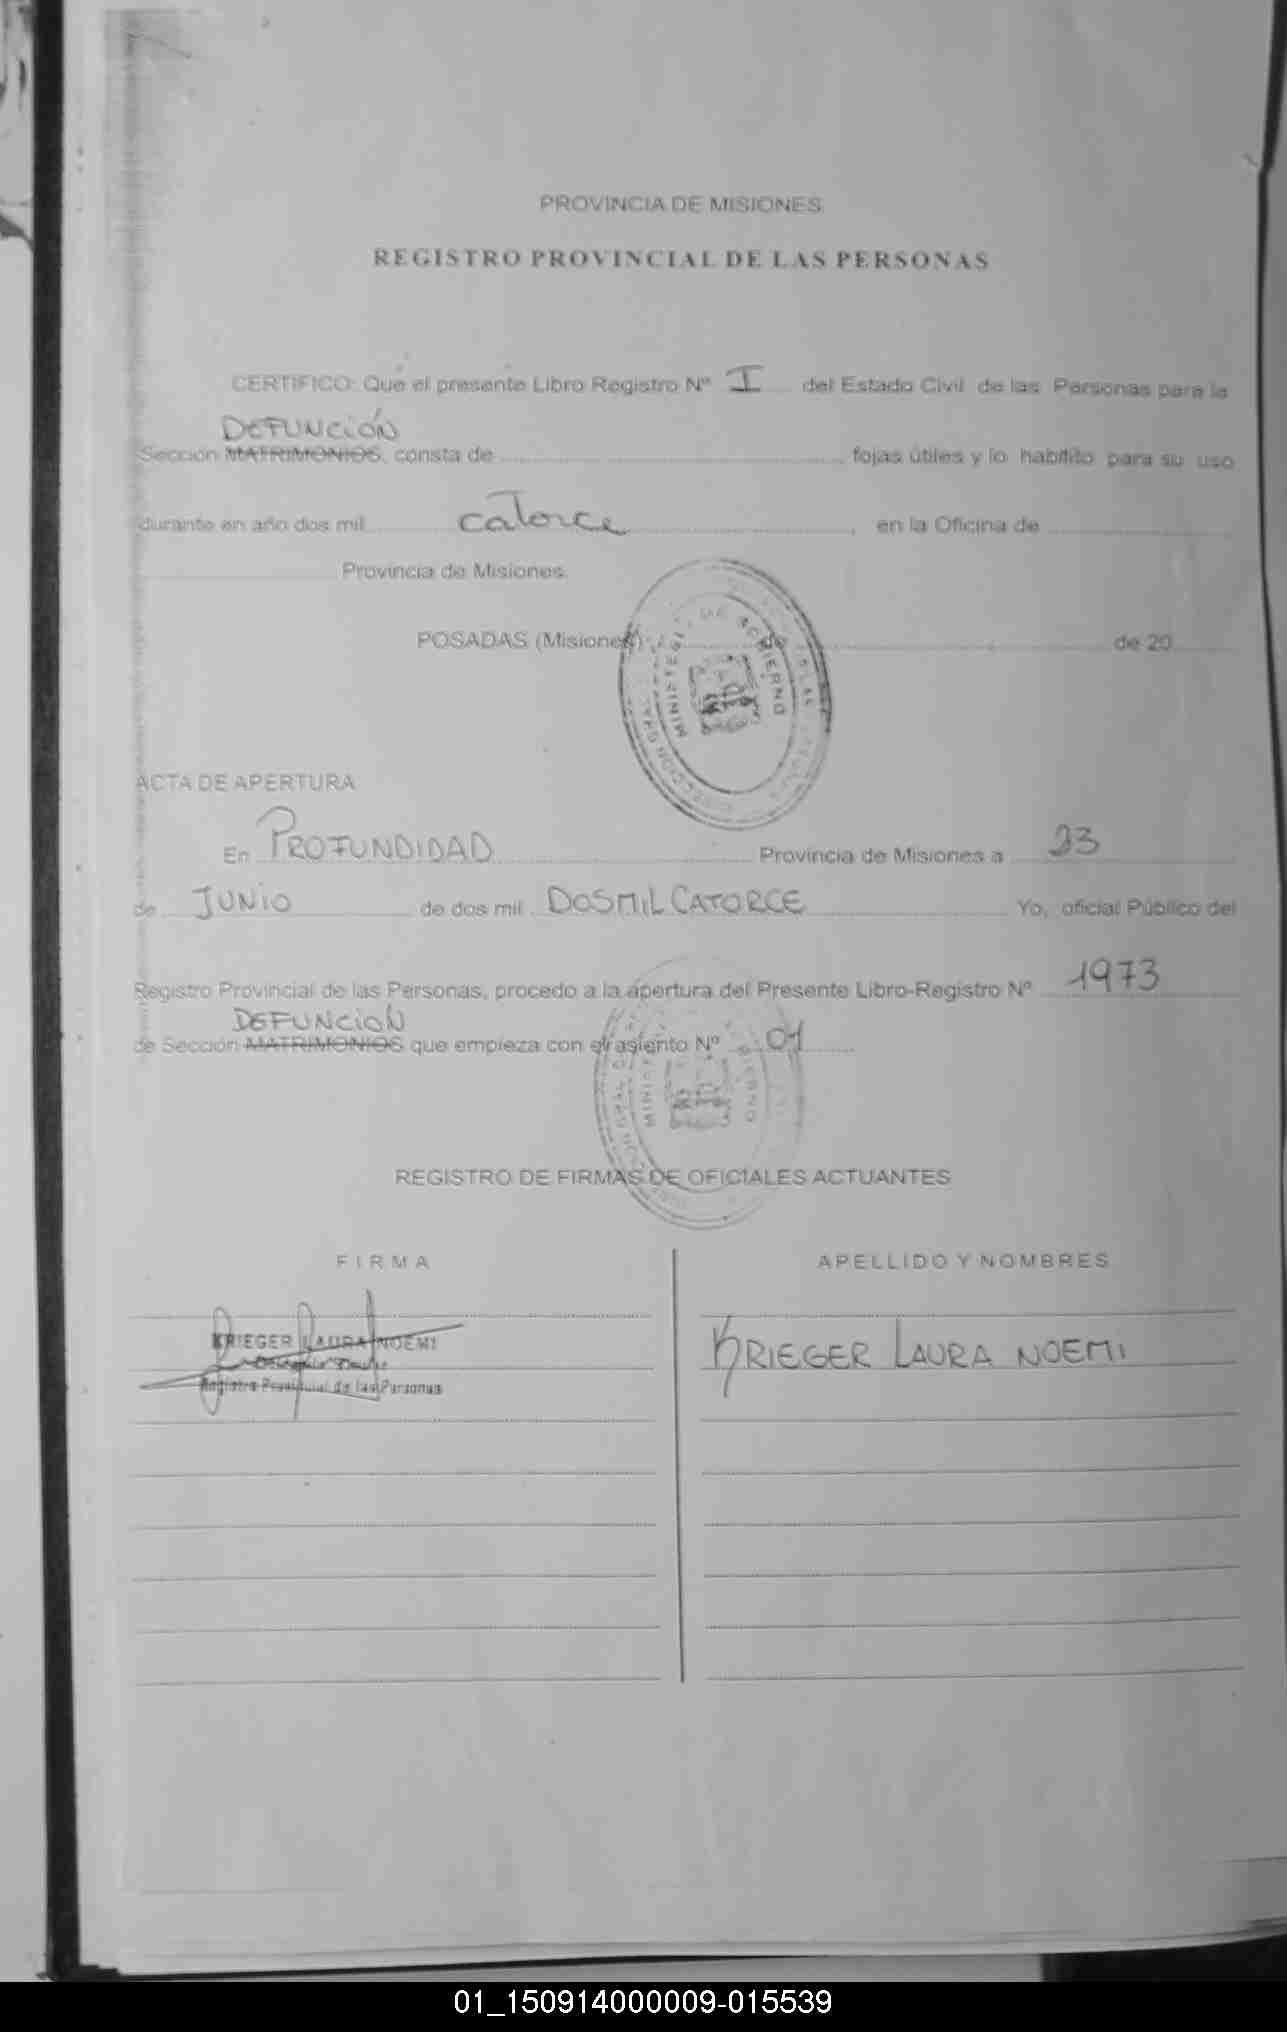 PROVINCIA DE MISIONES
REGISTRO PROVINCIAL DE LAS PERSONAS
CERTIFICO: Que el presente Libro Registro Nº I del Estado Civil de las Personas para la
DEFUNCIÓN
Sección MATRIMONIOS, consta de fojas útiles y lo habilito para su uso
durante en año dos mil catorce, en la Oficina de
Provincia de Misiones.
POSADAS (Misiones), de de 20
MINISTERIO DE GOBIERNO
ACTA DE APERTURA
En PROFUNDIDAD Provincia de Misiones a 23
de JUNIO de dos mil DOSMIL CATORCE Yo, oficial Público del
Registro Provincial de las Personas, procedo a la apertura del Presente Libro-Registro Nº 1973
DEFUNCION
de Sección MATRIMONIOS que empieza con el asiento Nº 01
REGISTRO DE FIRMAS DE OFICIALES ACTUANTES
FIRMA APELLIDO Y NOMBRES
KRIEGER LAURA NOEMI KRIEGER LAURA NOEMI
Registro Provincial de las Personas
01_150914000009-015539